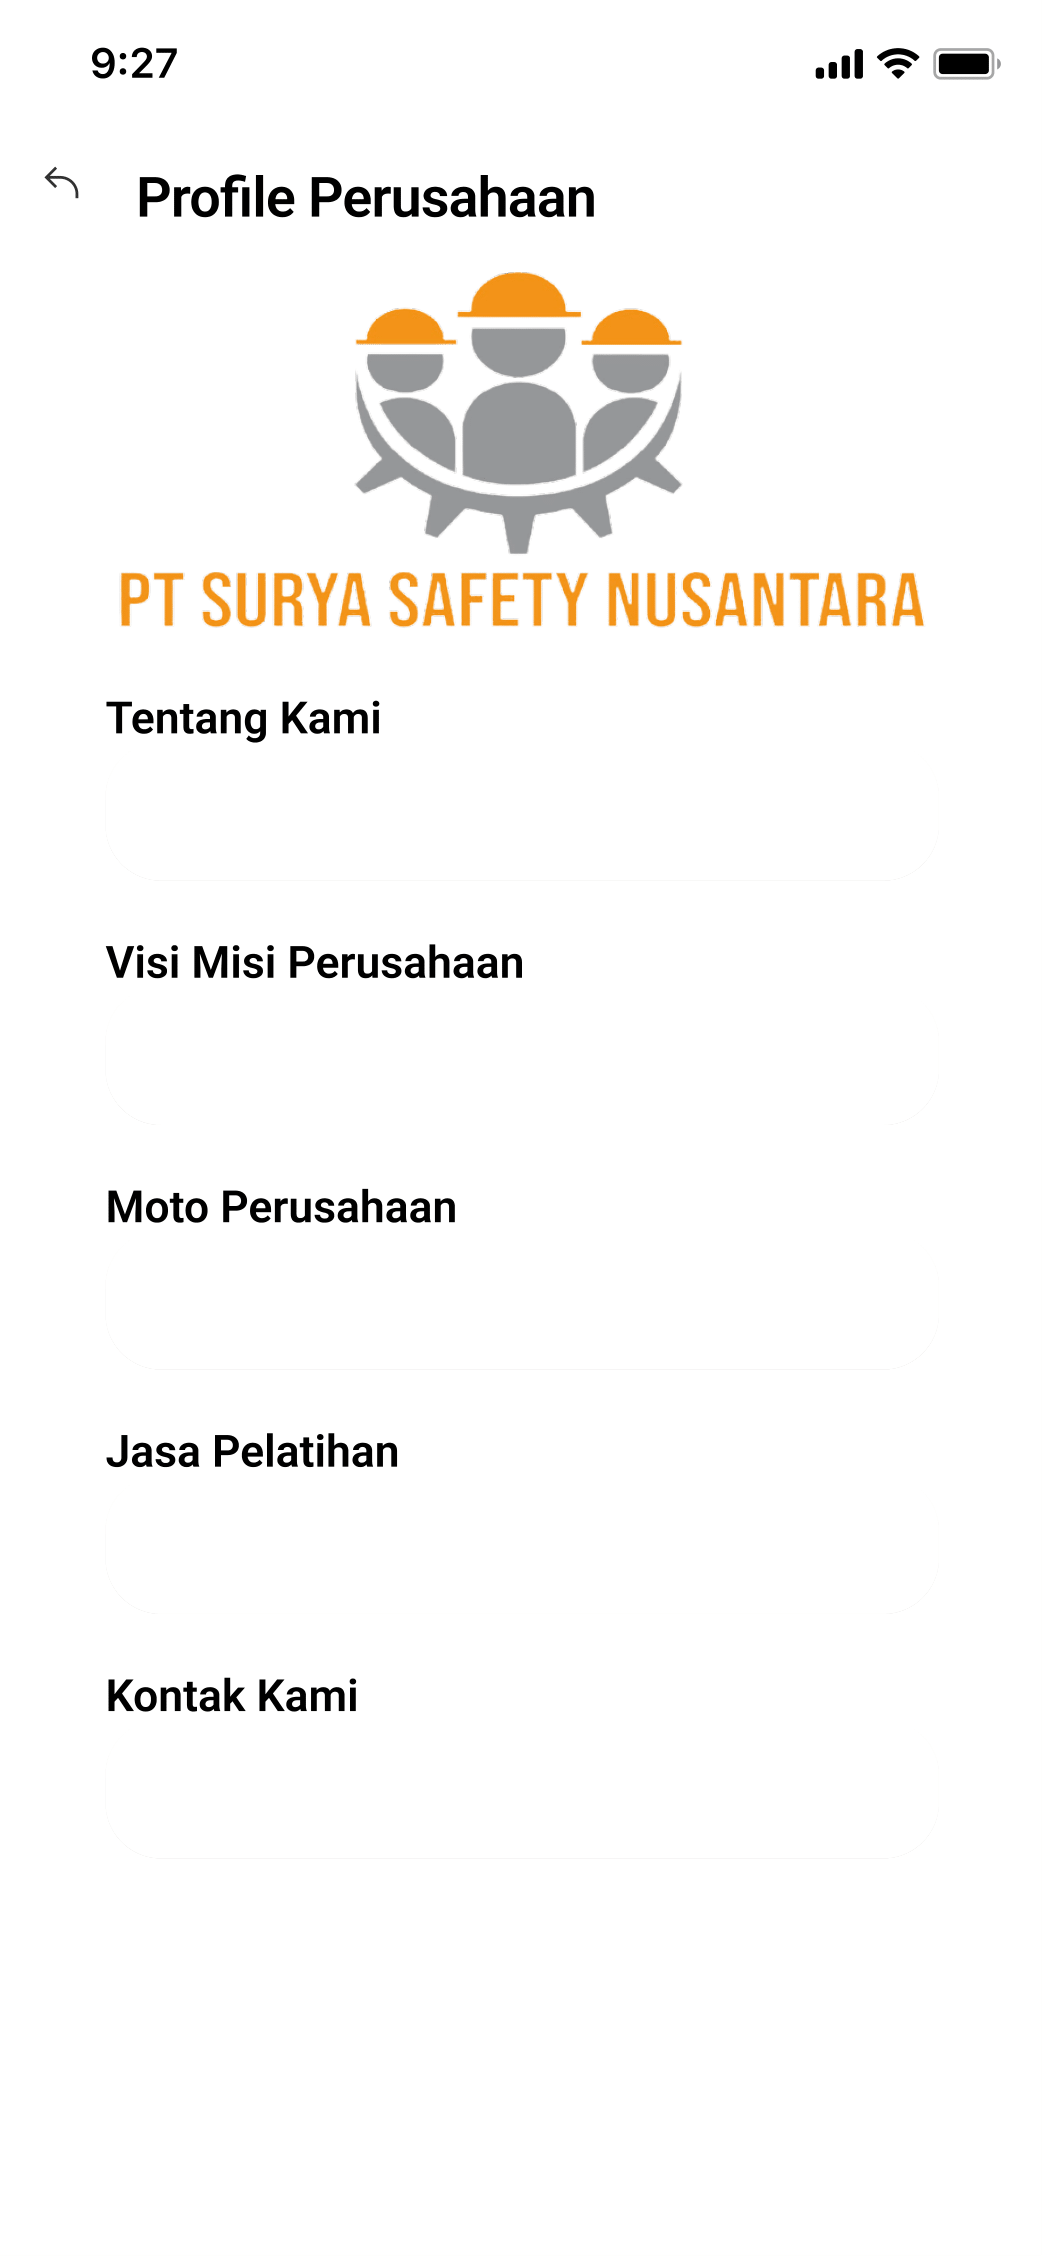 9:27
Profile Perusahaan
PT SURYA SAFETY NUSANTARA
Tentang Kami
Visi Misi Perusahaan
Moto Perusahaan
Jasa Pelatihan
Kontak Kami